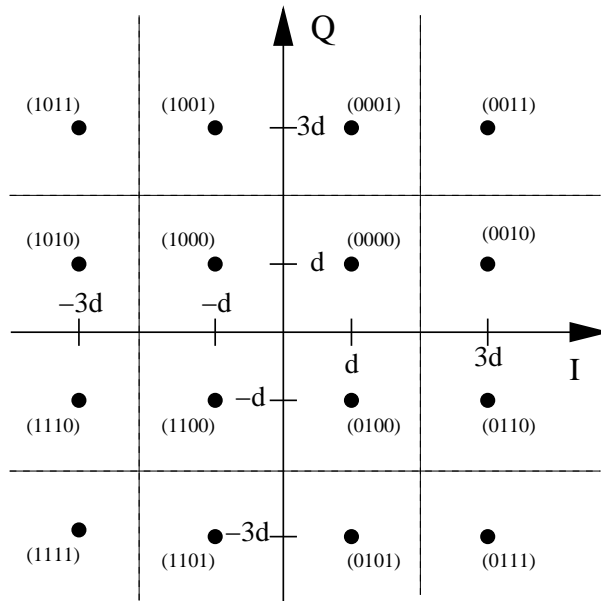 Q
(1011) (1001) (0001) (0011)
3d
(1010) (1000) (0000) (0010)
d
−3d −d
d 3d I
−d
(1110) (1100) (0100) (0110)
−3d
(1111) (1101) (0101) (0111)